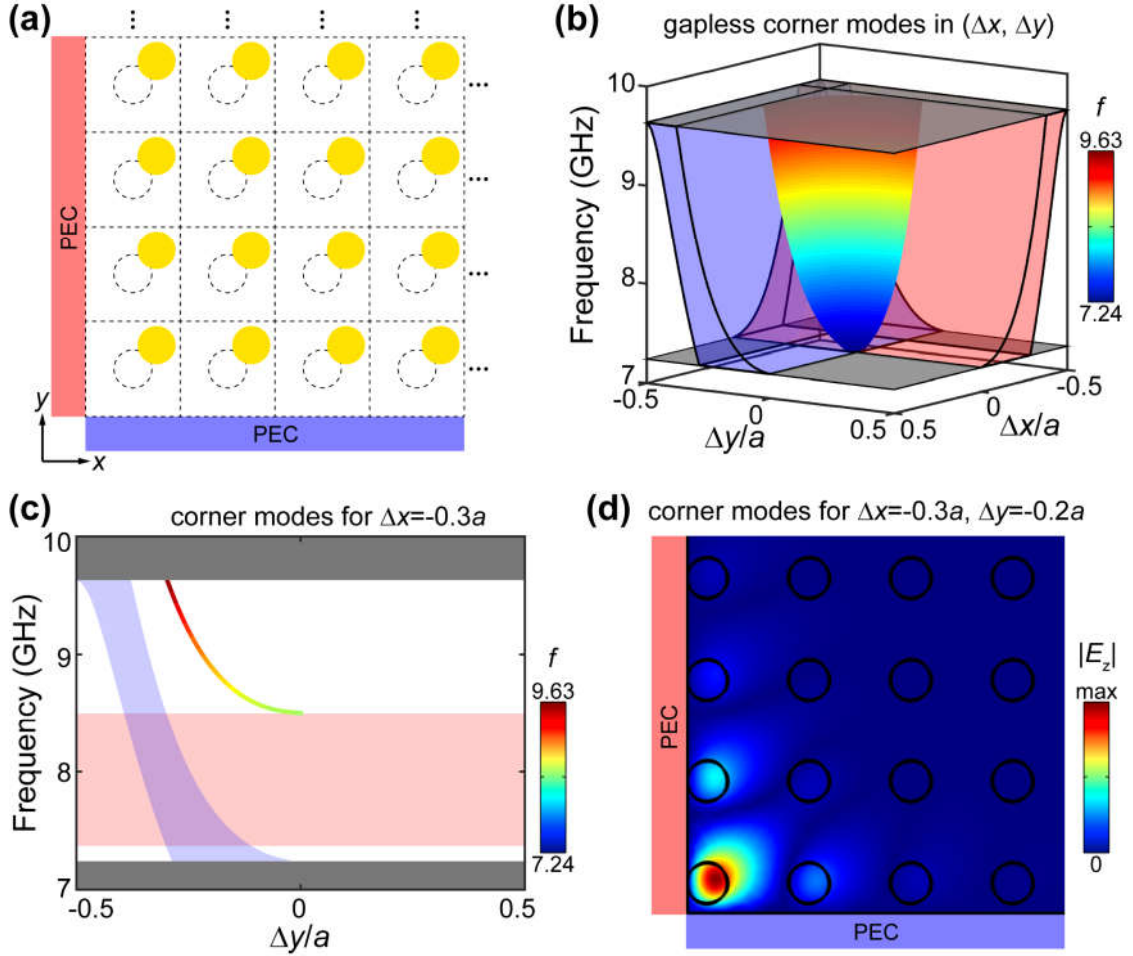 (a)
PEC
y
x
PEC
(b)
gapless corner modes in (Δx, Δy)
Frequency (GHz)
10
9
8
7
-0.5
0
0.5
Δy/a
0.5
0
-0.5
Δx/a
f
9.63
7.24
(c)
corner modes for Δx=-0.3a
Frequency (GHz)
10
9
8
7
-0.5
0
0.5
Δy/a
f
9.63
7.24
(d)
corner modes for Δx=-0.3a, Δy=-0.2a
PEC
PEC
|E_z|
max
0